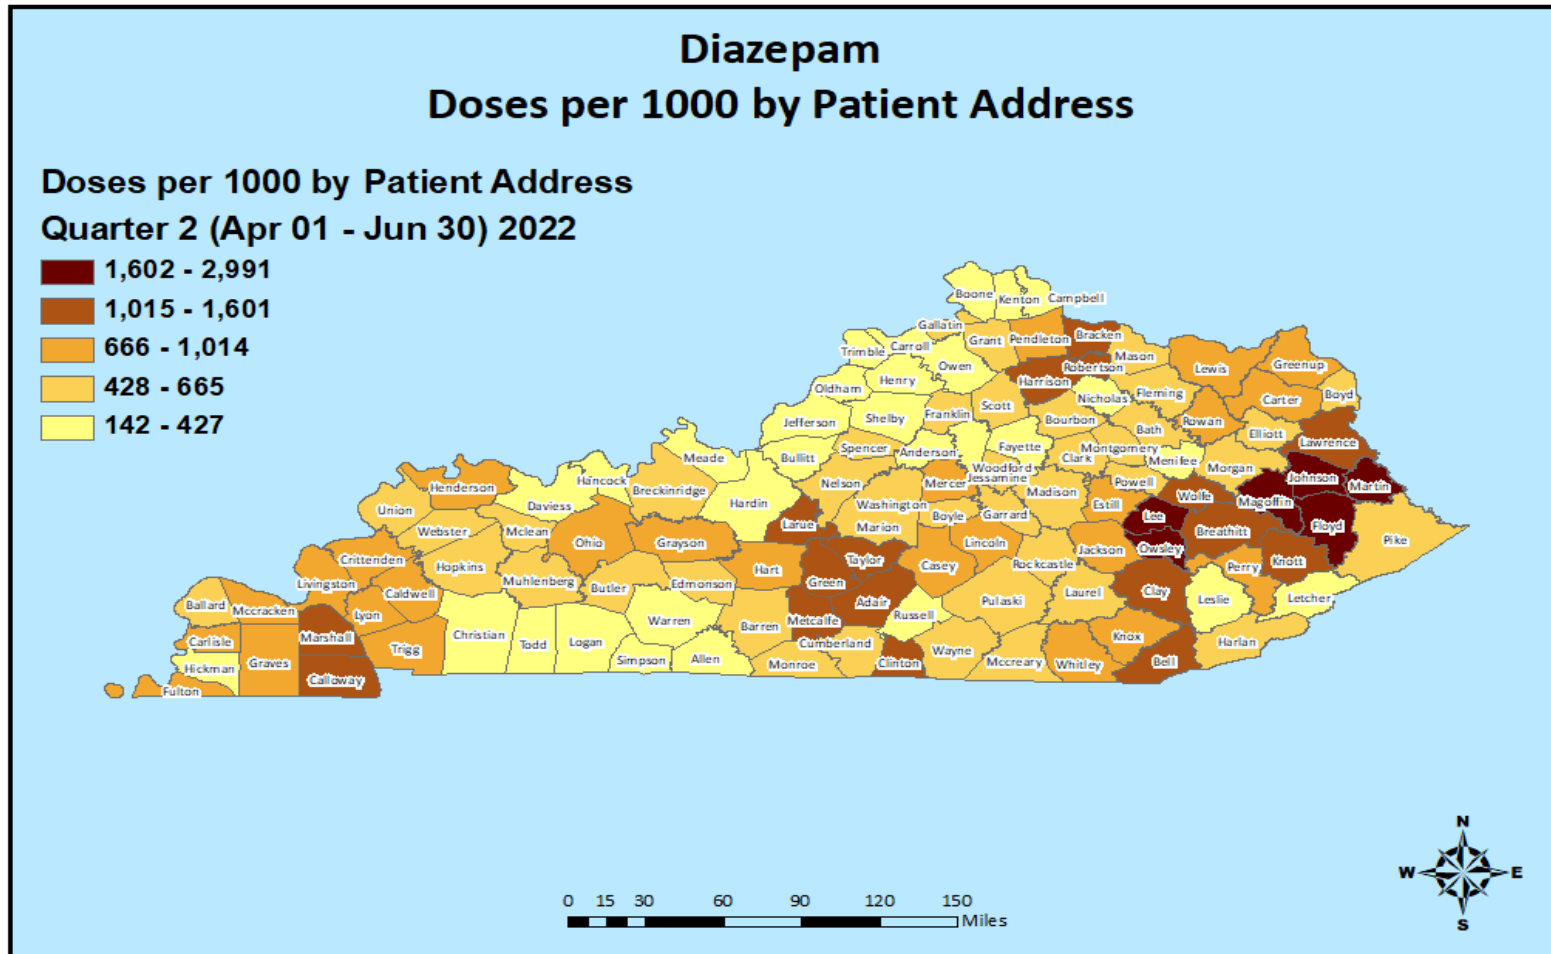 Diazepam
Doses per 1000 by Patient Address
Doses per 1000 by Patient Address
Quarter 2 (Apr 01 - Jun 30) 2022
1,602 - 2,991
1,015 - 1,601
666 - 1,014
428 - 665
142 - 427
Boone
Kenton
Campbell
Gallatin
Grant
Pendleton
Bracken
Trimble
Carroll
Owen
Mason
Robertson
Harrison
Lewis
Greenup
Oldham
Henry
Nicholas
Fleming
Carter
Boyd
Jefferson
Shelby
Franklin
Scott
Bourbon
Bath
Rowan
Elliott
Lawrence
Bullitt
Spencer
Anderson
Fayette
Woodford
Jessamine
Clark
Montgomery
Menifee
Morgan
Johnson
Martin
Meade
Hancock
Daviess
Breckinridge
Hardin
Nelson
Washington
Mercer
Madison
Powell
Estill
Wolfe
Magoffin
Floyd
Henderson
Union
Webster
Mclean
Ohio
Grayson
Larue
Marion
Boyle
Garrard
Lee
Owsley
Breathitt
Knott
Pike
Crittenden
Livingston
Hopkins
Muhlenberg
Butler
Edmonson
Hart
Green
Taylor
Casey
Lincoln
Rockcastle
Jackson
Perry
Caldwell
Lyon
Ballard
Mccracken
Carlisle
Marshall
Trigg
Christian
Todd
Logan
Warren
Simpson
Allen
Barren
Metcalfe
Adair
Russell
Pulaski
Laurel
Clay
Leslie
Letcher
Hickman
Graves
Fulton
Calloway
Monroe
Cumberland
Clinton
Wayne
Mccreary
Whitley
Knox
Bell
Harlan
N
W
E
S
0 15 30 60 90 120 150
Miles